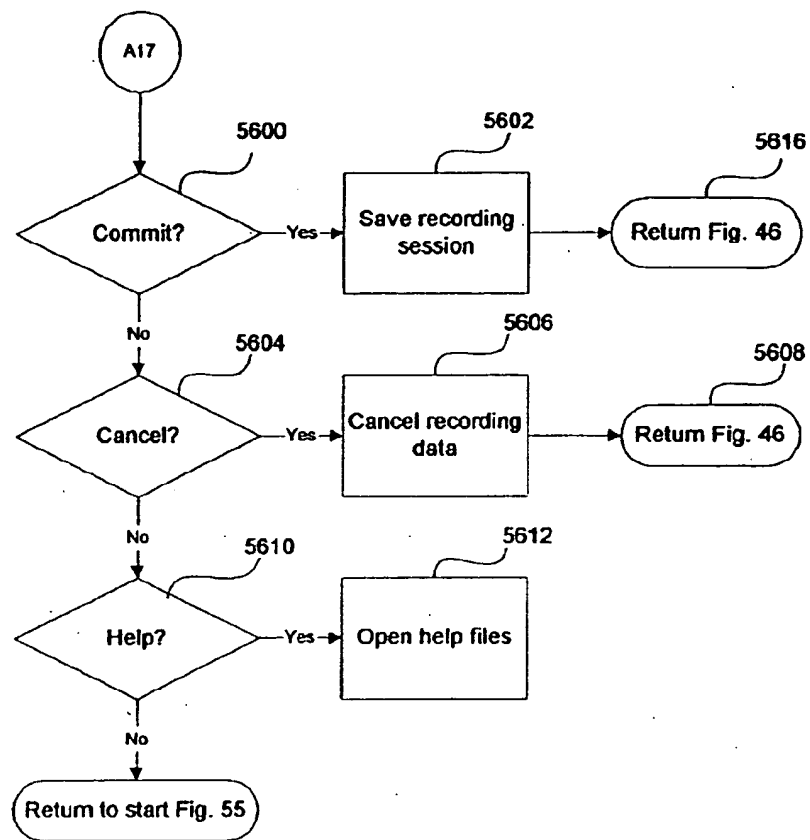 A17
5600
5602
5616
Commit?
Yes
Save recording
session
Return Fig. 46
No
5604
5606
5608
Cancel?
Yes
Cancel recording
data
Return Fig. 46
No
5610
5612
Help?
Yes
Open help files
No
Return to start Fig. 55